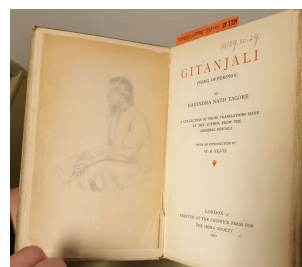 GITANJALI
(SONG OFFERINGS)
BY
RABINDRA NATH TAGORE
A COLLECTION OF PROSE TRANSLATIONS MADE
BY THE AUTHOR FROM THE
ORIGINAL BENGALI
WITH AN INTRODUCTION BY
W. B. YEATS
LONDON
PRINTED AT THE CHISWICK PRESS FOR
THE INDIA SOCIETY
1912